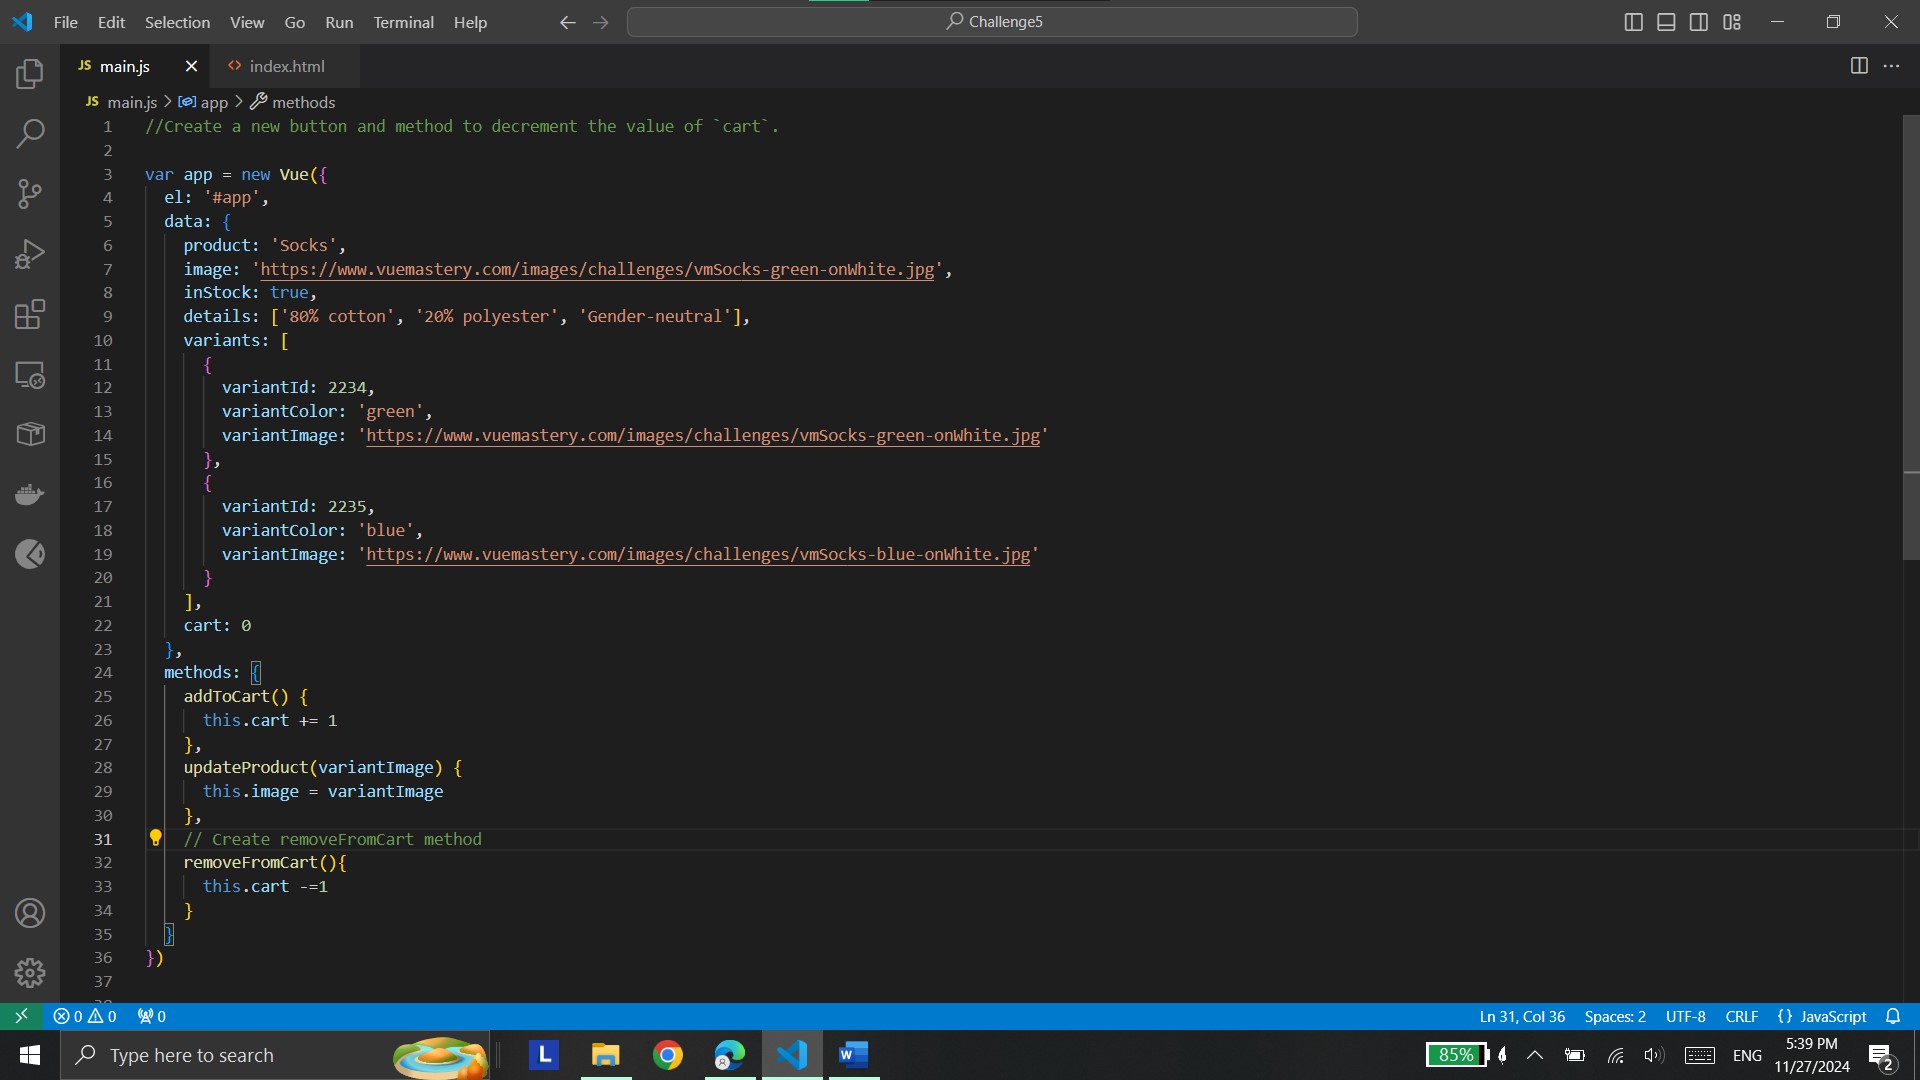 File Edit Selection View Go Run Terminal Help Challenge5
JS main.js index.html
JS main.js > app > methods
1 //Create a new button and method to decrement the value of `cart`.
2
3 var app = new Vue({
4 el: '#app',
5 data: {
6 product: 'Socks',
7 image: 'https://www.vuemastery.com/images/challenges/vmSocks-green-onWhite.jpg',
8 inStock: true,
9 details: ['80% cotton', '20% polyester', 'Gender-neutral'],
10 variants: [
11 {
12 variantId: 2234,
13 variantColor: 'green',
14 variantImage: 'https://www.vuemastery.com/images/challenges/vmSocks-green-onWhite.jpg'
15 },
16 {
17 variantId: 2235,
18 variantColor: 'blue',
19 variantImage: 'https://www.vuemastery.com/images/challenges/vmSocks-blue-onWhite.jpg'
20 }
21 ],
22 cart: 0
23 },
24 methods: {
25 addToCart() {
26 this.cart += 1
27 },
28 updateProduct(variantImage) {
29 this.image = variantImage
30 },
31 // Create removeFromCart method
32 removeFromCart(){
33 this.cart -=1
34 }
35 }
36 })
37
0 0 0 Ln 31, Col 36 Spaces: 2 UTF-8 CRLF {} JavaScript
Type here to search L W 85% ENG 5:39 PM
11/27/2024 2